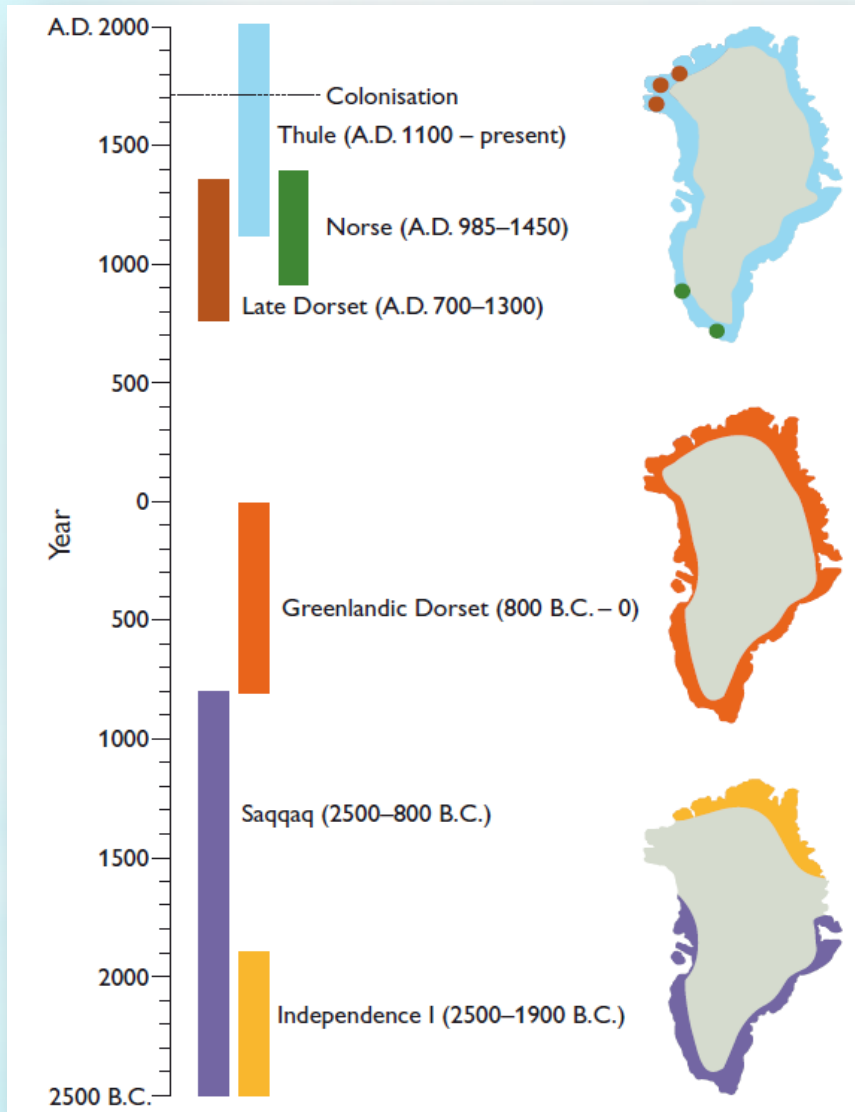 A.D. 2000
Colonisation
Thule (A.D. 1100 – present)
1500
Norse (A.D. 985–1450)
1000
Late Dorset (A.D. 700–1300)
500
0
Year
500
Greenlandic Dorset (800 B.C. – 0)
1000
Saqqaq (2500–800 B.C.)
1500
2000
Independence I (2500–1900 B.C.)
2500 B.C.